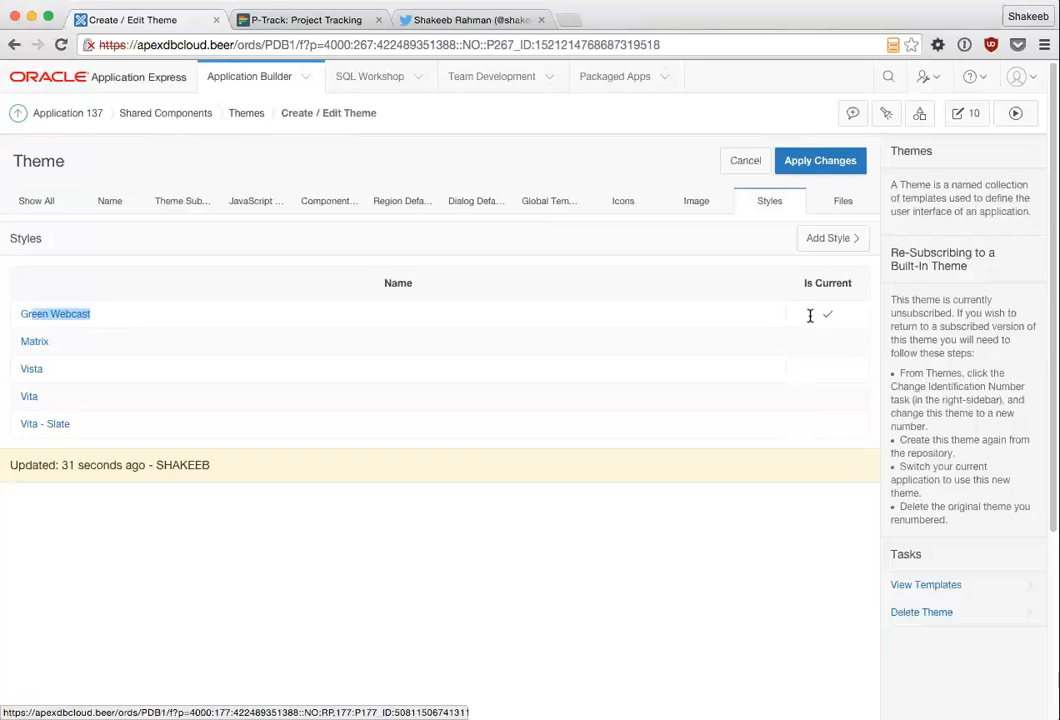 Create / Edit Theme
P-Track: Project Tracking
Shakeeb Rahman (@shake
Shakeeb
https://apexdbcloud.beer/ords/PDB1/f?p=4000:267:422489351388::NO::P267_ID:1521214768687319518
ORACLE Application Express
Application Builder
SQL Workshop
Team Development
Packaged Apps
Application 137
Shared Components
Themes
Create / Edit Theme
10
Theme
Cancel
Apply Changes
Show All
Name
Theme Sub...
JavaScript ...
Component...
Region Defa...
Dialog Defa...
Global Tem...
Icons
Image
Styles
Files
Styles
Add Style >
Name
Is Current
Green Webcast
Matrix
Vista
Vita
Vita - Slate
Updated: 31 seconds ago - SHAKEEB
Themes
A Theme is a named collection
of templates used to define the
user interface of an application.
Re-Subscribing to a
Built-In Theme
This theme is currently
unsubscribed. If you wish to
return to a subscribed version of
this theme you will need to
follow these steps:
• From Themes, click the
Change Identification Number
task (in the right-sidebar), and
change this theme to a new
number.
• Create this theme again from
the repository.
• Switch your current
application to use this new
theme.
• Delete the original theme you
renumbered.
Tasks
View Templates
Delete Theme
https://apexdbcloud.beer/ords/PDB1/f?p=4000:177:422489351388::NO:RP,177:P177_ID:50811506741311